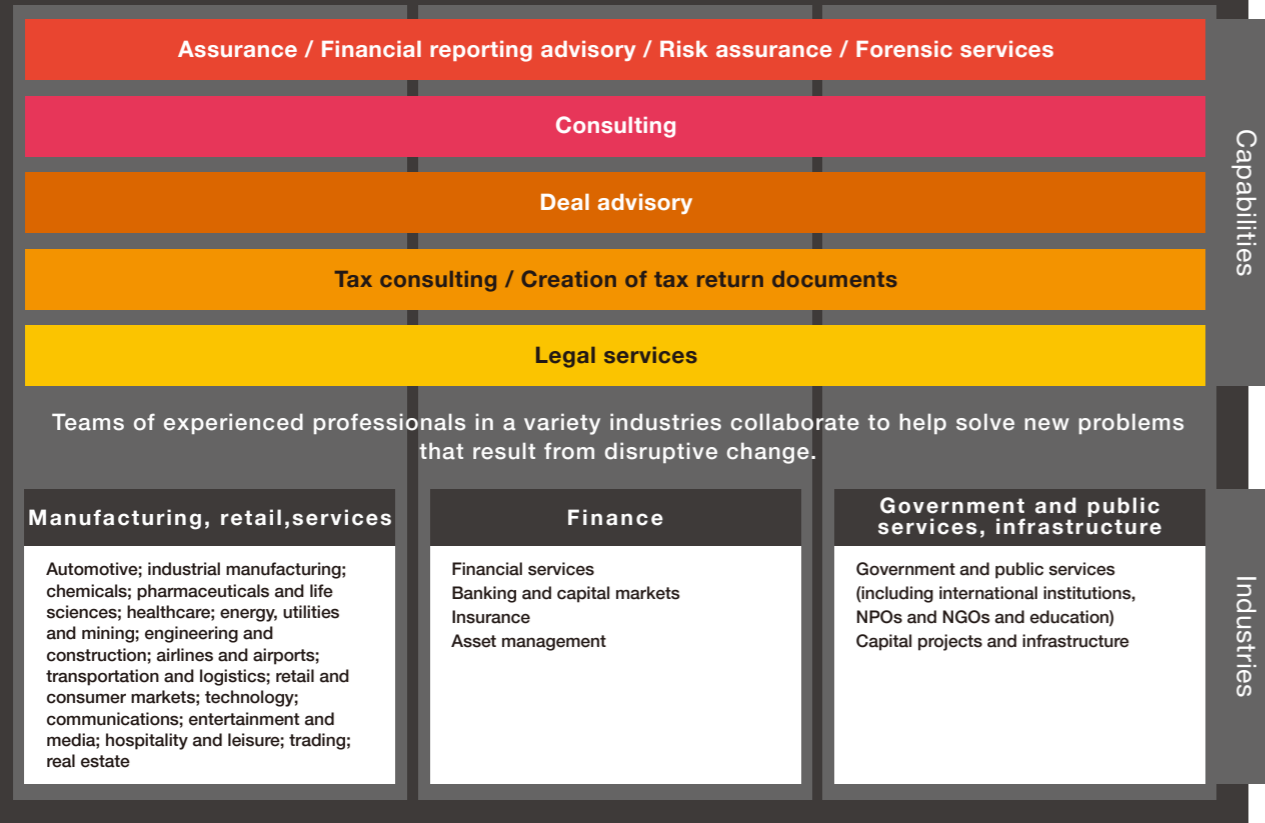 Assurance / Financial reporting advisory / Risk assurance / Forensic services
Consulting
Deal advisory
Tax consulting / Creation of tax return documents
Legal services
Capabilities
Teams of experienced professionals in a variety industries collaborate to help solve new problems
that result from disruptive change.
Manufacturing, retail,services
Automotive; industrial manufacturing;
chemicals; pharmaceuticals and life
sciences; healthcare; energy, utilities
and mining; engineering and
construction; airlines and airports;
transportation and logistics; retail and
consumer markets; technology;
communications; entertainment and
media; hospitality and leisure; trading;
real estate
Finance
Financial services
Banking and capital markets
Insurance
Asset management
Government and public
services, infrastructure
Government and public services
(including international institutions,
NPOs and NGOs and education)
Capital projects and infrastructure
Industries